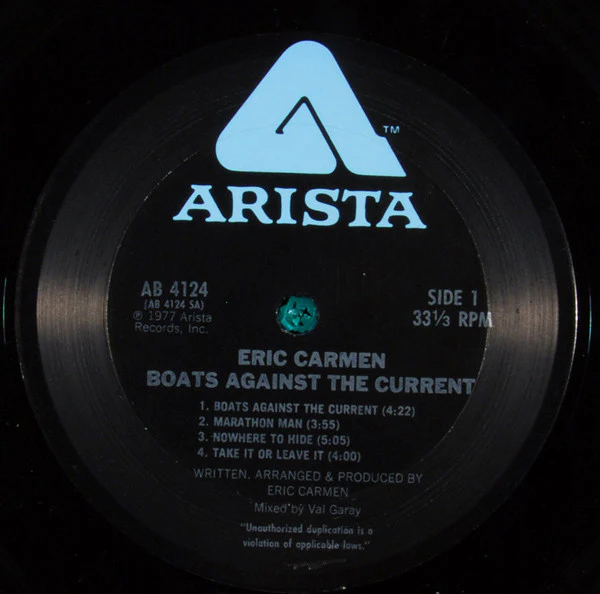 TM
ARISTA
AB 4124
(AB 4124 SA)
℗ 1977 Arista
Records, Inc.
SIDE 1
33⅓ RPM
ERIC CARMEN
BOATS AGAINST THE CURRENT
1. BOATS AGAINST THE CURRENT (4:22)
2. MARATHON MAN (3:55)
3. NOWHERE TO HIDE (5:05)
4. TAKE IT OR LEAVE IT (4:00)
WRITTEN, ARRANGED & PRODUCED BY
ERIC CARMEN
Mixed by Val Garay
"Unauthorized duplication is a
violation of applicable laws."